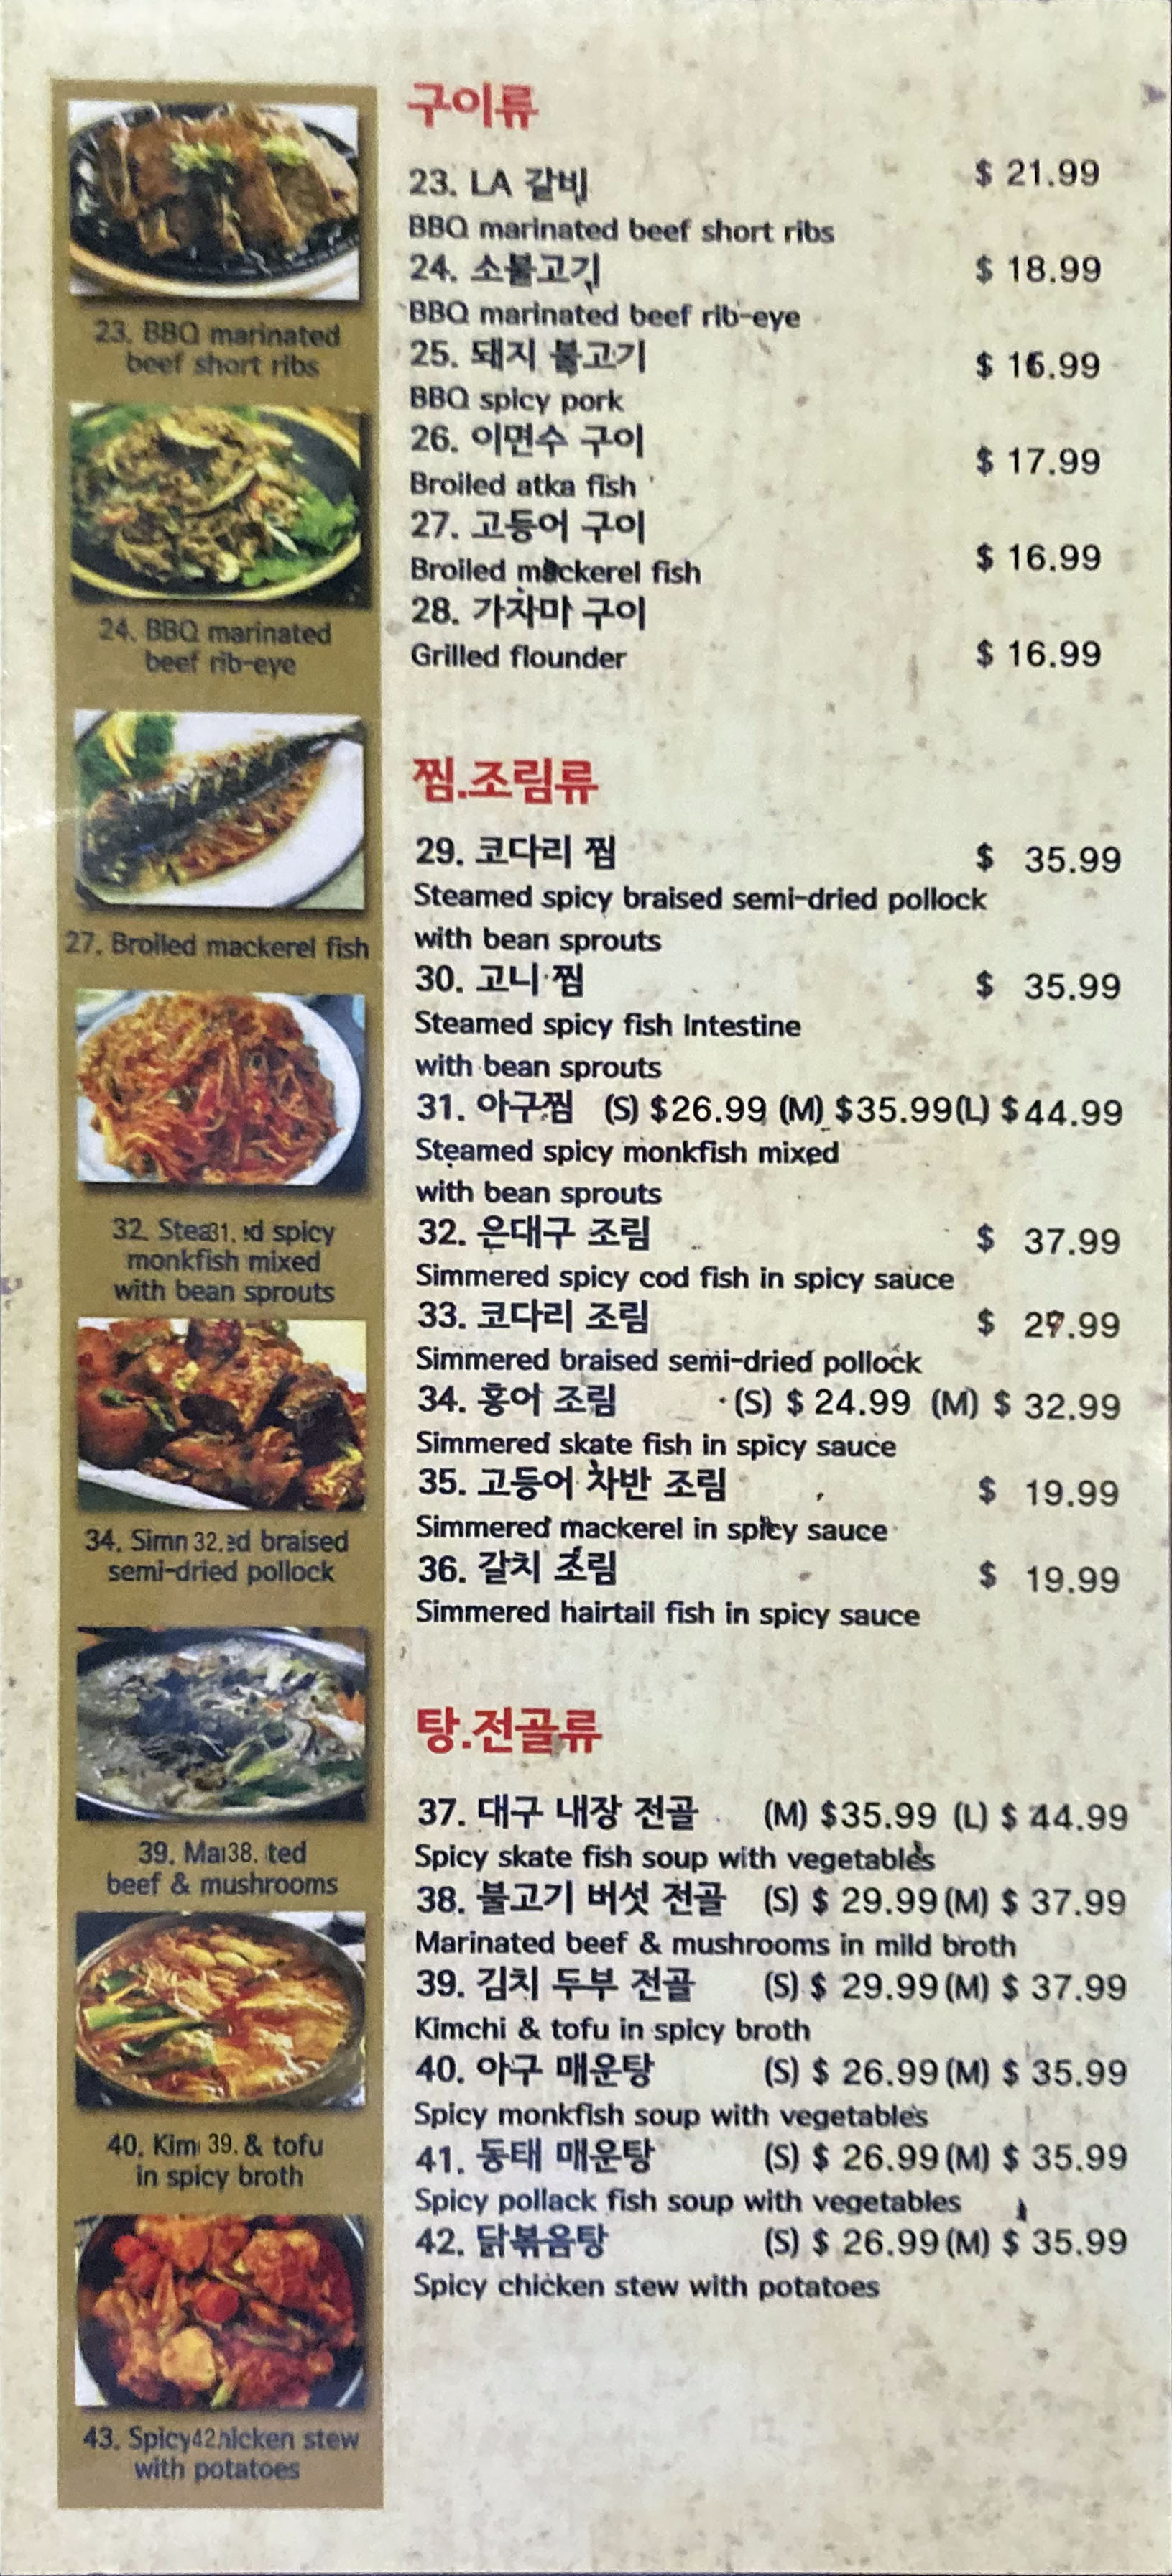 구이류
23. LA 갈비 $ 21.99
BBQ marinated beef short ribs
24. 소불고기 $ 18.99
BBQ marinated beef rib-eye
25. 돼지 불고기 $ 16.99
BBQ spicy pork
26. 이면수 구이 $ 17.99
Broiled atka fish
27. 고등어 구이 $ 16.99
Broiled mackerel fish
28. 가자마 구이
Grilled flounder $ 16.99
찜.조림류
29. 코다리 찜 $ 35.99
Steamed spicy braised semi-dried pollock
with bean sprouts
30. 고니 찜 $ 35.99
Steamed spicy fish Intestine
with bean sprouts
31. 아구찜 (S) $26.99 (M) $35.99(L) $44.99
Steamed spicy monkfish mixed
with bean sprouts
32. 은대구 조림 $ 37.99
Simmered spicy cod fish in spicy sauce
33. 코다리 조림 $ 29.99
Simmered braised semi-dried pollock
34. 홍어 조림 (S) $ 24.99 (M) $ 32.99
Simmered skate fish in spicy sauce
35. 고등어 자반 조림 $ 19.99
Simmered mackerel in spicy sauce
36. 갈치 조림 $ 19.99
Simmered hairtail fish in spicy sauce
탕.전골류
37. 대구 내장 전골 (M) $35.99 (L) $ 44.99
Spicy skate fish soup with vegetables
38. 불고기 버섯 전골 (S) $ 29.99 (M) $ 37.99
Marinated beef & mushrooms in mild broth
39. 김치 두부 전골 (S) $ 29.99 (M) $ 37.99
Kimchi & tofu in spicy broth
40. 아구 매운탕 (S) $ 26.99 (M) $ 35.99
Spicy monkfish soup with vegetables
41. 동태 매운탕 (S) $ 26.99 (M) $ 35.99
Spicy pollack fish soup with vegetables
42. 닭볶음탕 (S) $ 26.99 (M) $ 35.99
Spicy chicken stew with potatoes
23. BBQ marinated
beef short ribs
24. BBQ marinated
beef rib-eye
27. Broiled mackerel fish
32. 31. spicy
monkfish mixed
with bean sprouts
34. 32. braised
semi-dried pollock
39. 38.
beef & mushrooms
40. 39. & tofu
in spicy broth
43. Spicy 42 stew
with potatoes